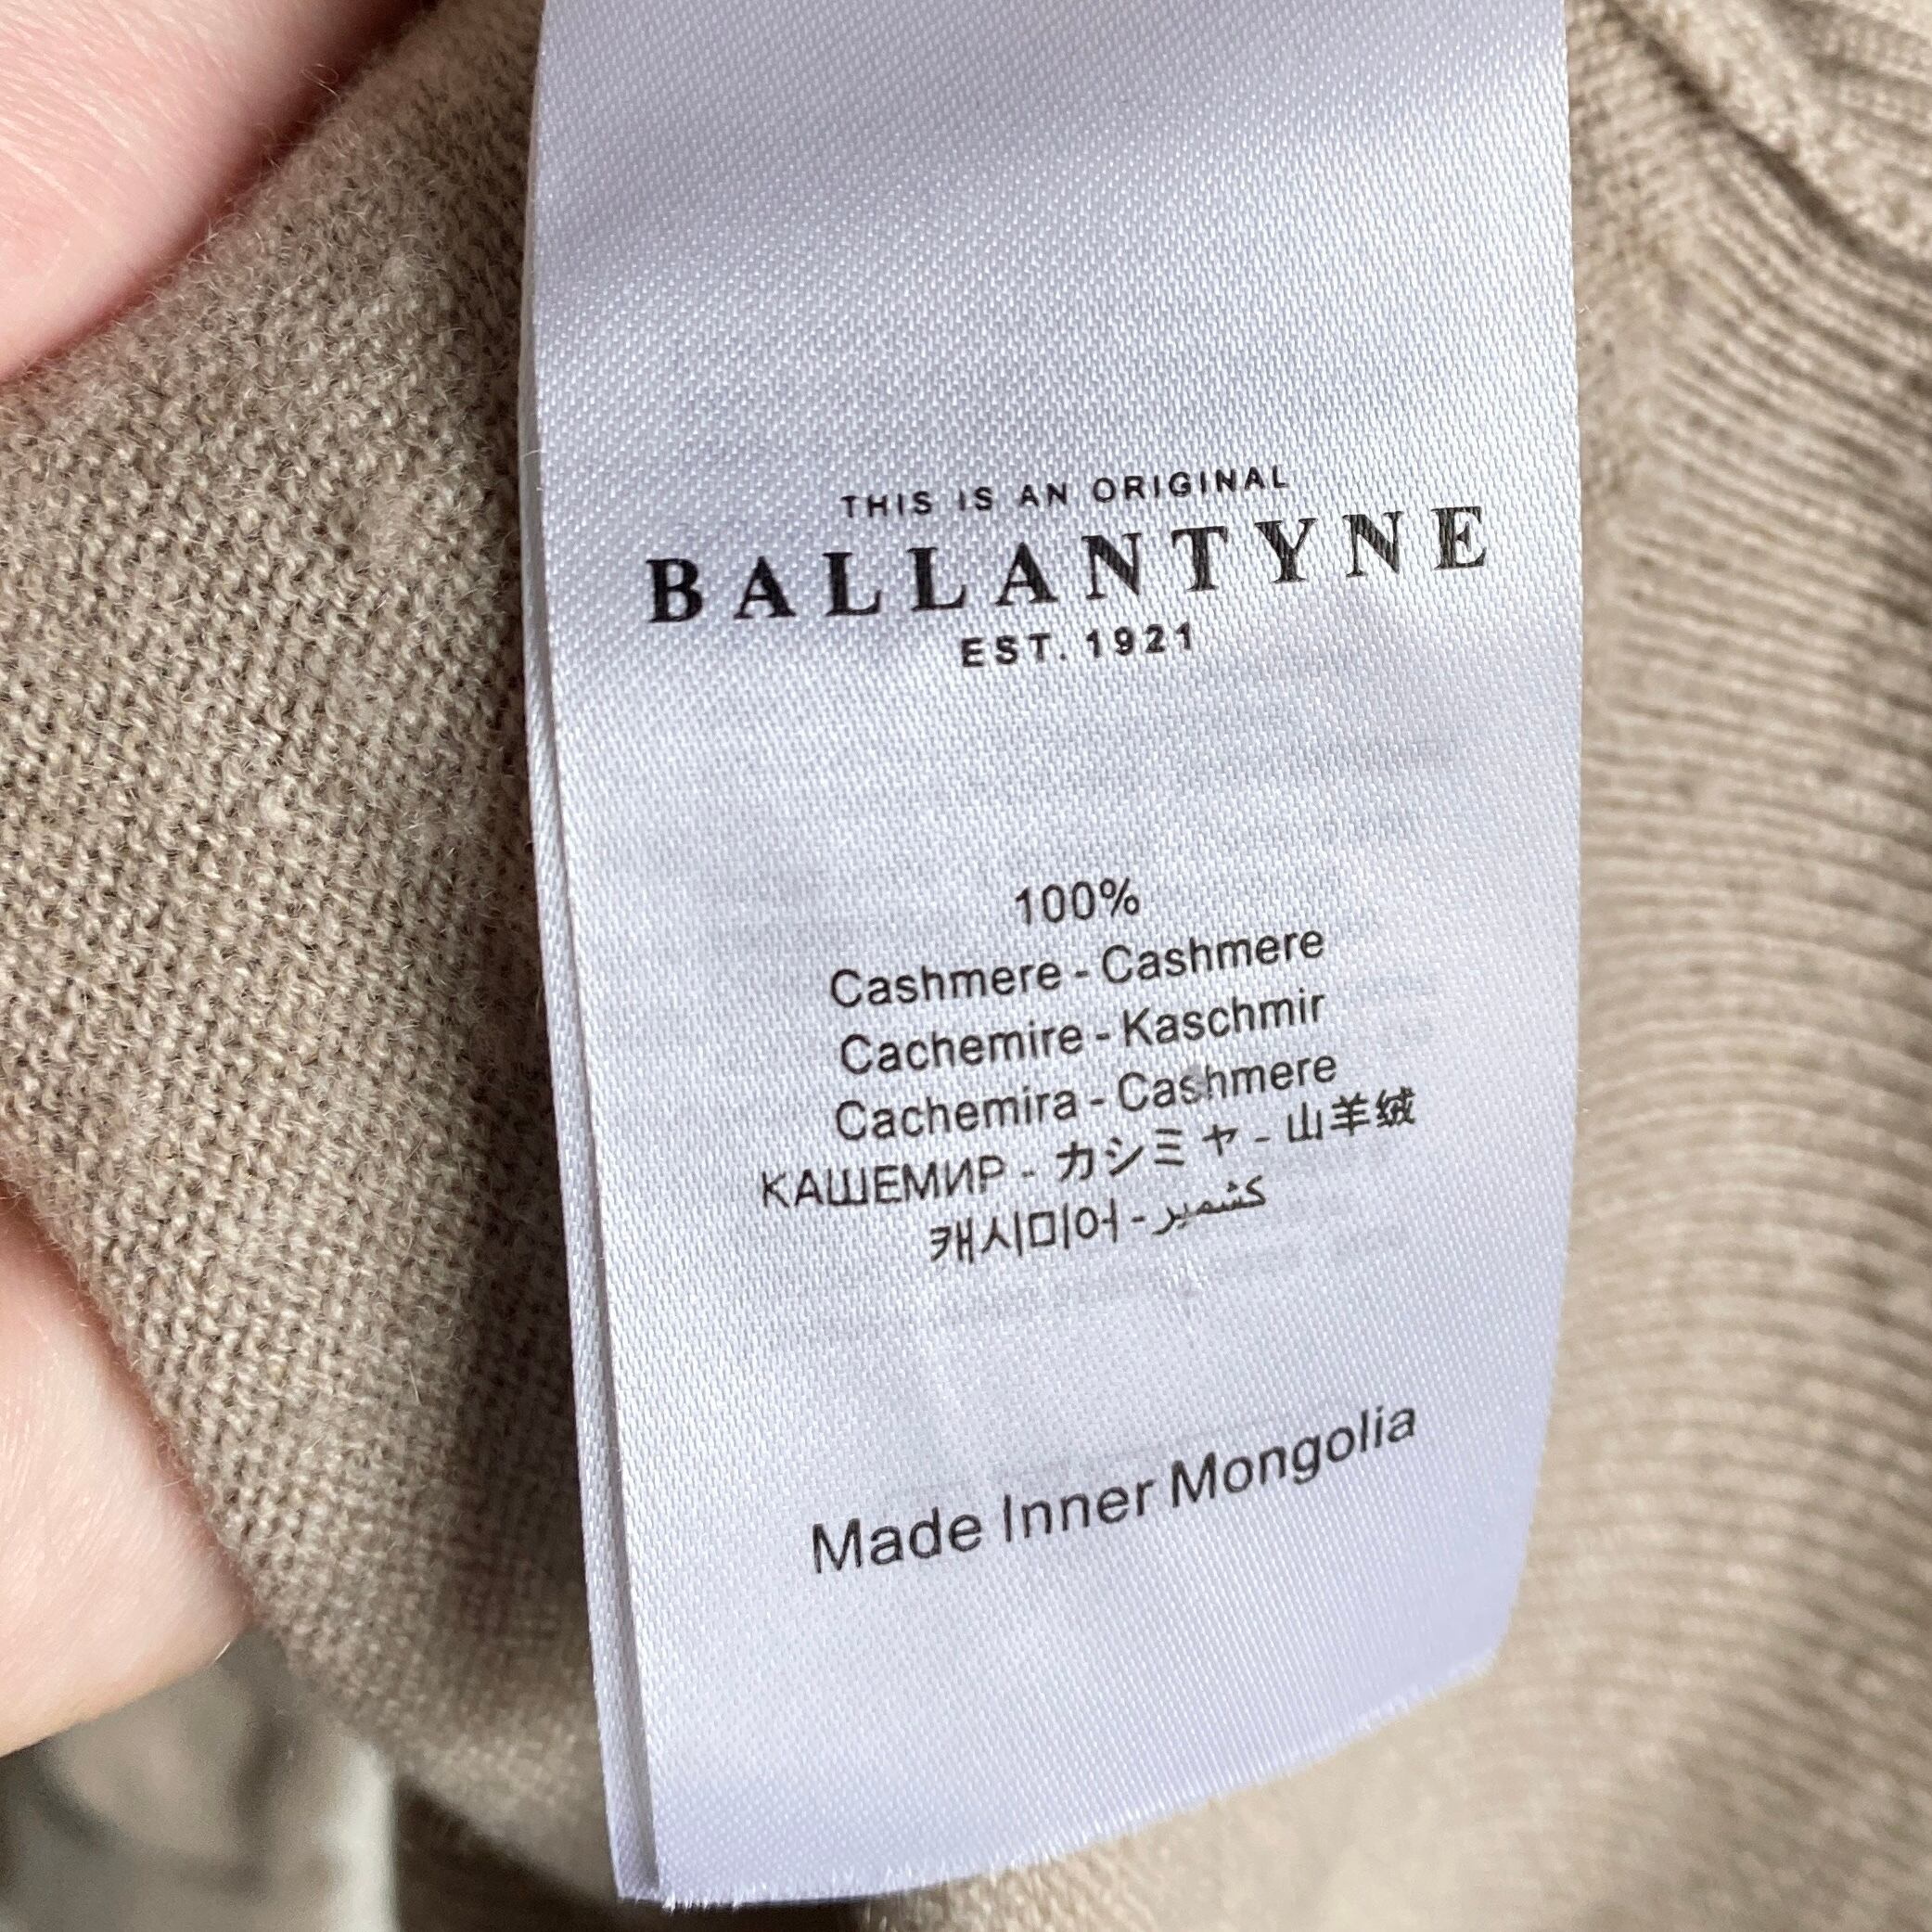 THIS IS AN ORIGINAL
BALLANTYNE
EST. 1921
100%
Cashmere - Cashmere
Cachemire - Kaschmir
Cachemira - Cashmere
КАШЕМИР - カシミヤ - 山羊绒
캐시미어 - كشمير
Made Inner Mongolia